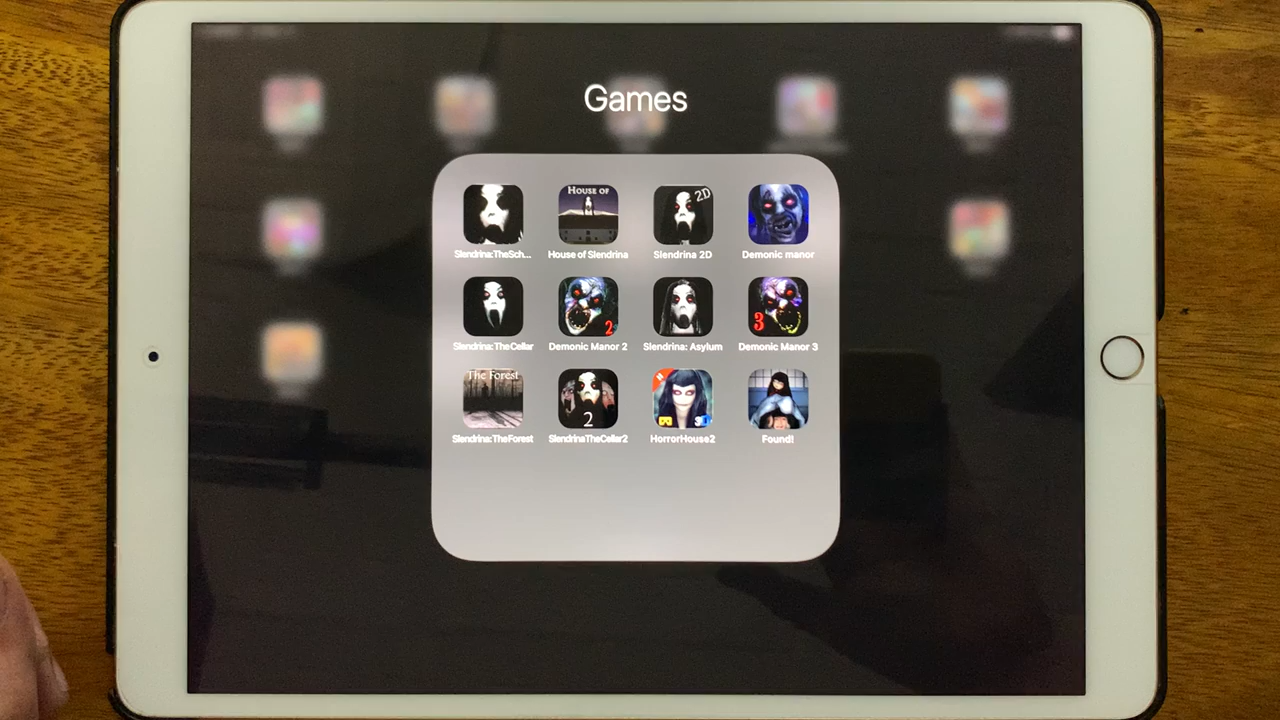 Games
HOUSE OF
2D
Slendrina:TheSch...
House of Slendrina
Slendrina 2D
Demonic manor
2
3
Slendrina:TheCellar
Demonic Manor 2
Slendrina: Asylum
Demonic Manor 3
The Forest
2
3
Slendrina:TheForest
SlendrinaTheCellar2
HorrorHouse2
Found!